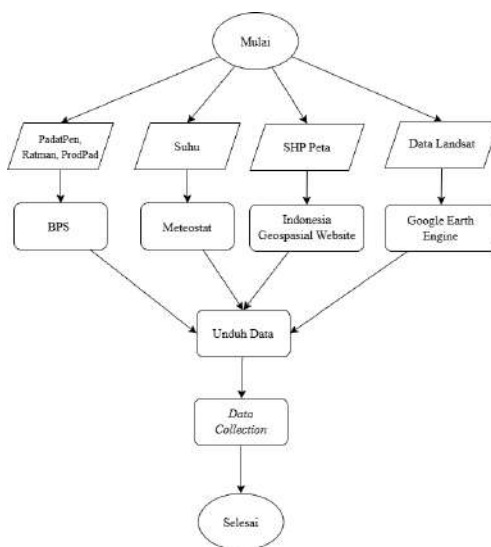 Mulai
PadatPen,
Ratman, ProdPad
Suhu
SHP Peta
Data Landsat
BPS
Meteostat
Indonesia
Geospasial Website
Google Earth
Engine
Unduh Data
Data
Collection
Selesai